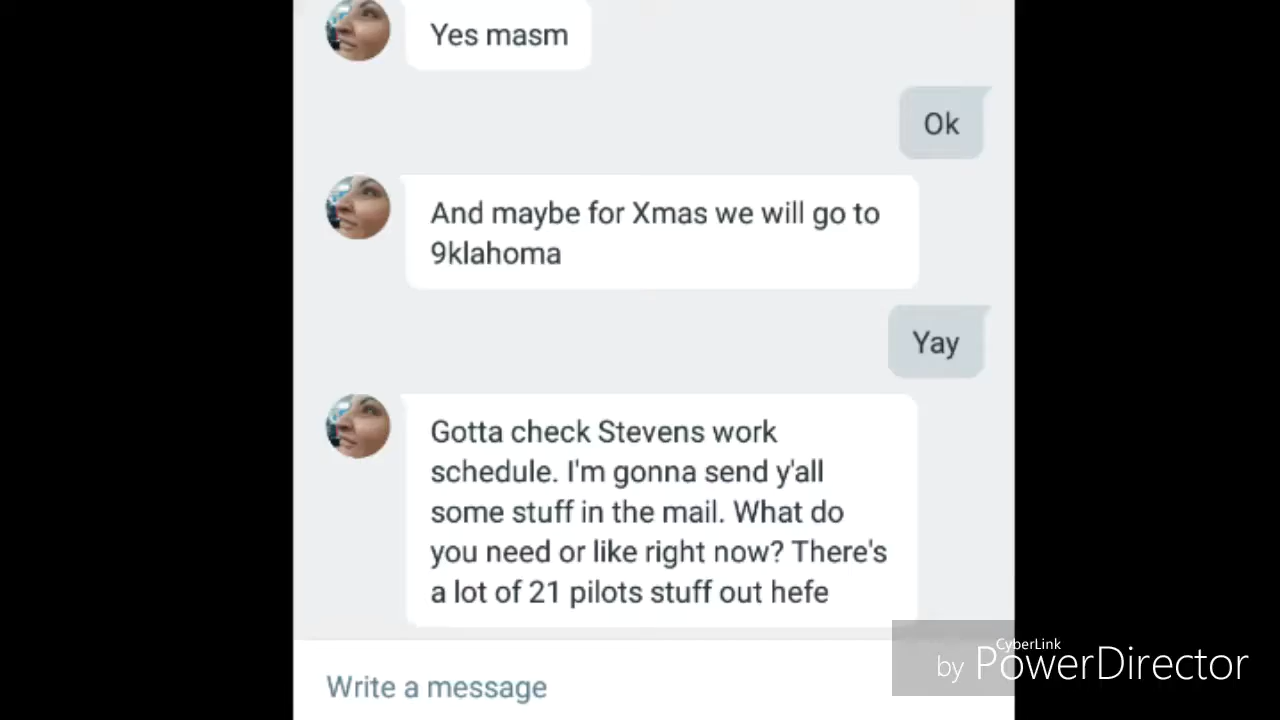 Yes masm
Ok
And maybe for Xmas we will go to
9klahoma
Yay
Gotta check Stevens work
schedule. I'm gonna send y'all
some stuff in the mail. What do
you need or like right now? There's
a lot of 21 pilots stuff out hefe
Write a message
CyberLink
by PowerDirector